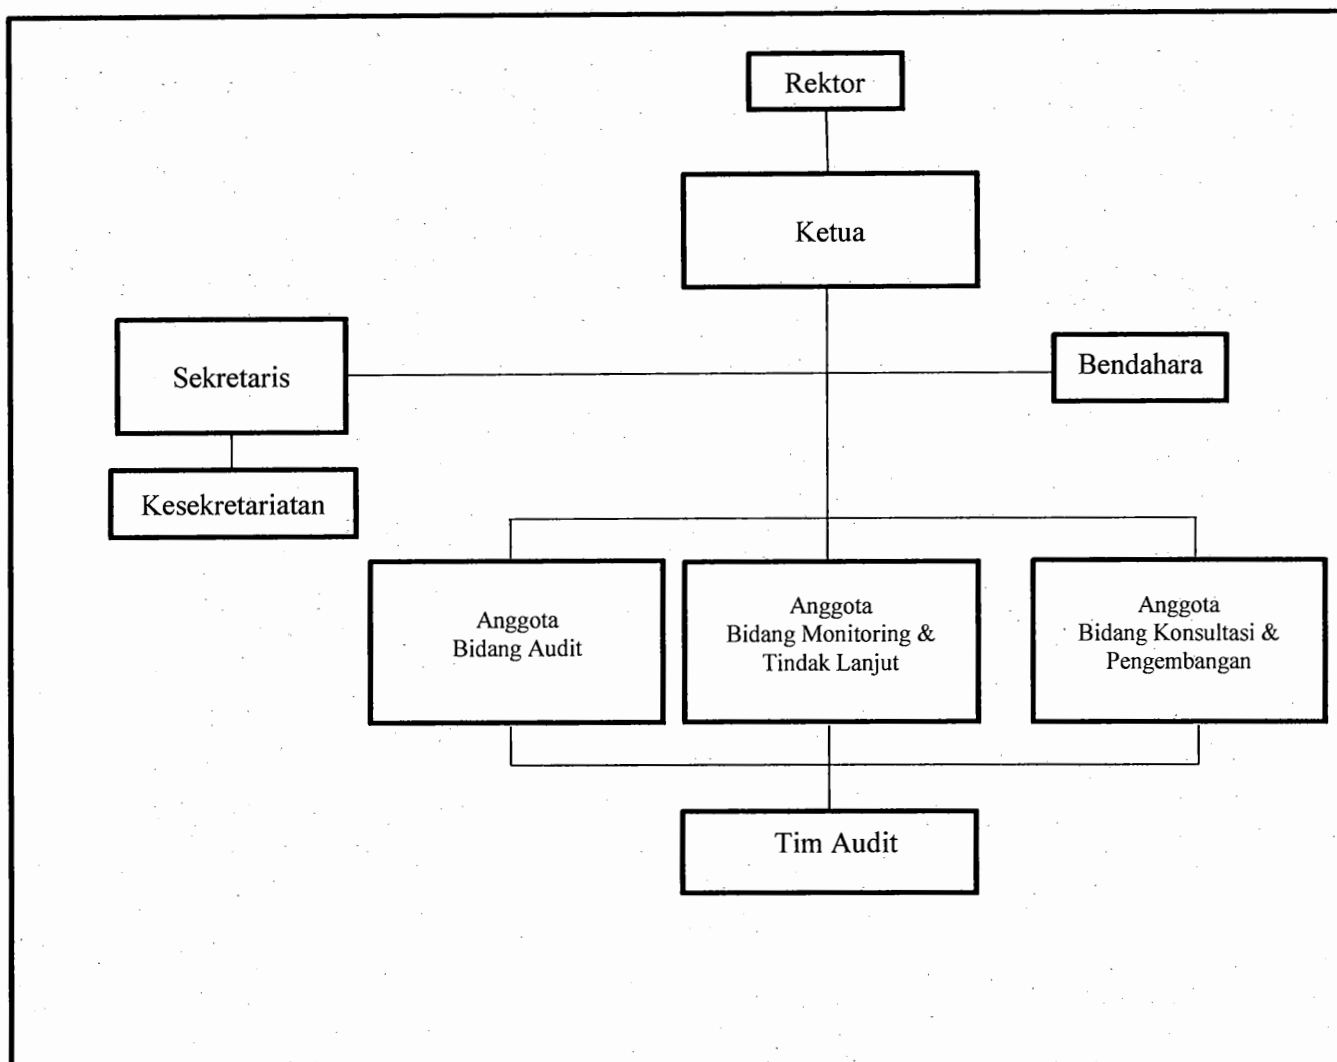 Rektor
Ketua
Sekretaris
Bendahara
Kesekretariatan
Anggota
Bidang Audit
Anggota
Bidang Monitoring &
Tindak Lanjut
Anggota
Bidang Konsultasi &
Pengembangan
Tim Audit